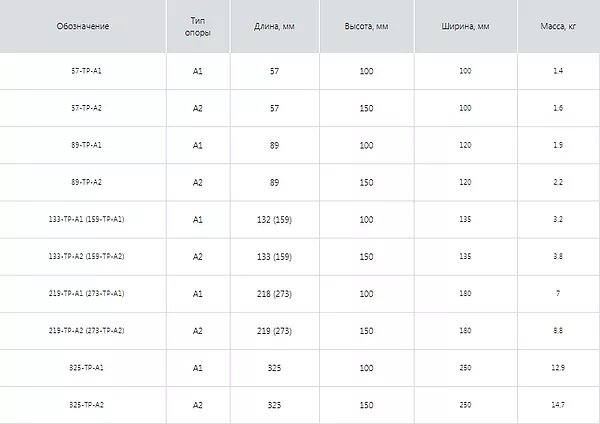 Обозначение Тип опоры Длина, мм Высота, мм Ширина, мм Масса, кг
57-ТР-А1 А1 57 100 100 1,4
57-ТР-А2 А2 57 150 100 1,6
89-ТР-А1 А1 89 100 120 1,9
89-ТР-А2 А2 89 150 120 2,2
133-ТР-А1 (159-ТР-А1) А1 132 (159) 100 135 3,2
133-ТР-А2 (159-ТР-А2) А2 133 (159) 150 135 3,8
219-ТР-А1 (273-ТР-А1) А1 218 (273) 100 180 7
219-ТР-А2 (273-ТР-А2) А2 219 (273) 150 180 8,8
325-ТР-А1 А1 325 100 250 12,9
325-ТР-А2 А2 325 150 250 14,7